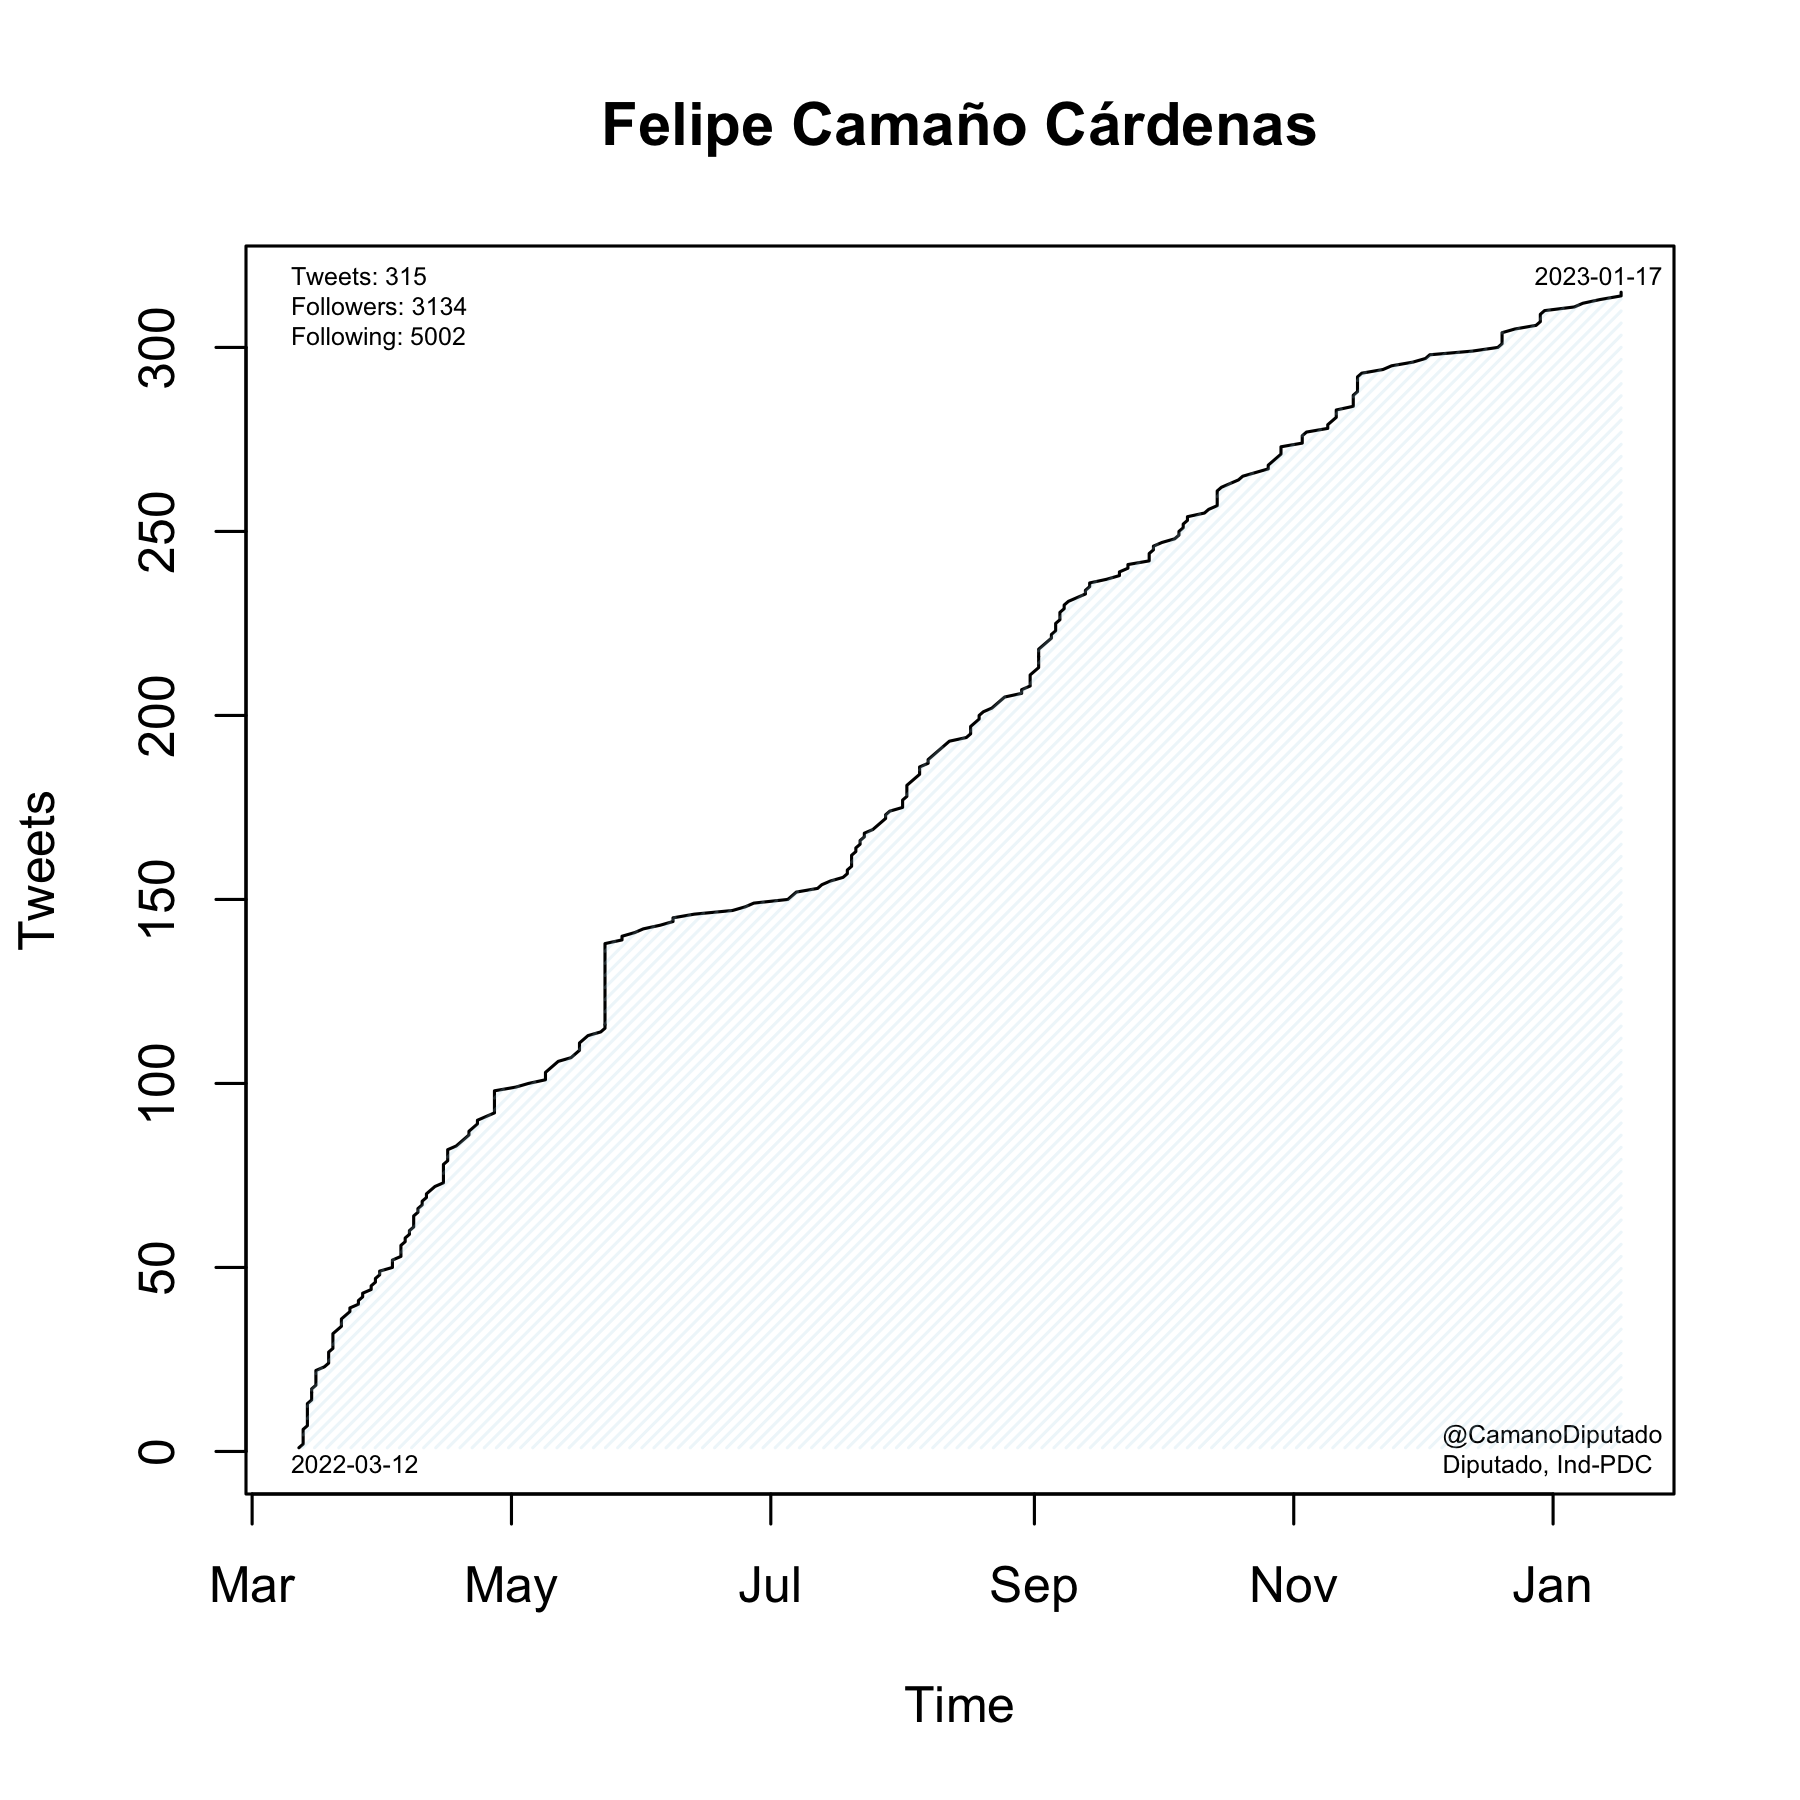 Felipe Camaño Cárdenas
Tweets: 315
Followers: 3134
Following: 5002
2023-01-17
Tweets
300
250
200
150
100
50
0
2022-03-12
@CamanoDiputado
Diputado, Ind-PDC
Mar May Jul Sep Nov Jan
Time